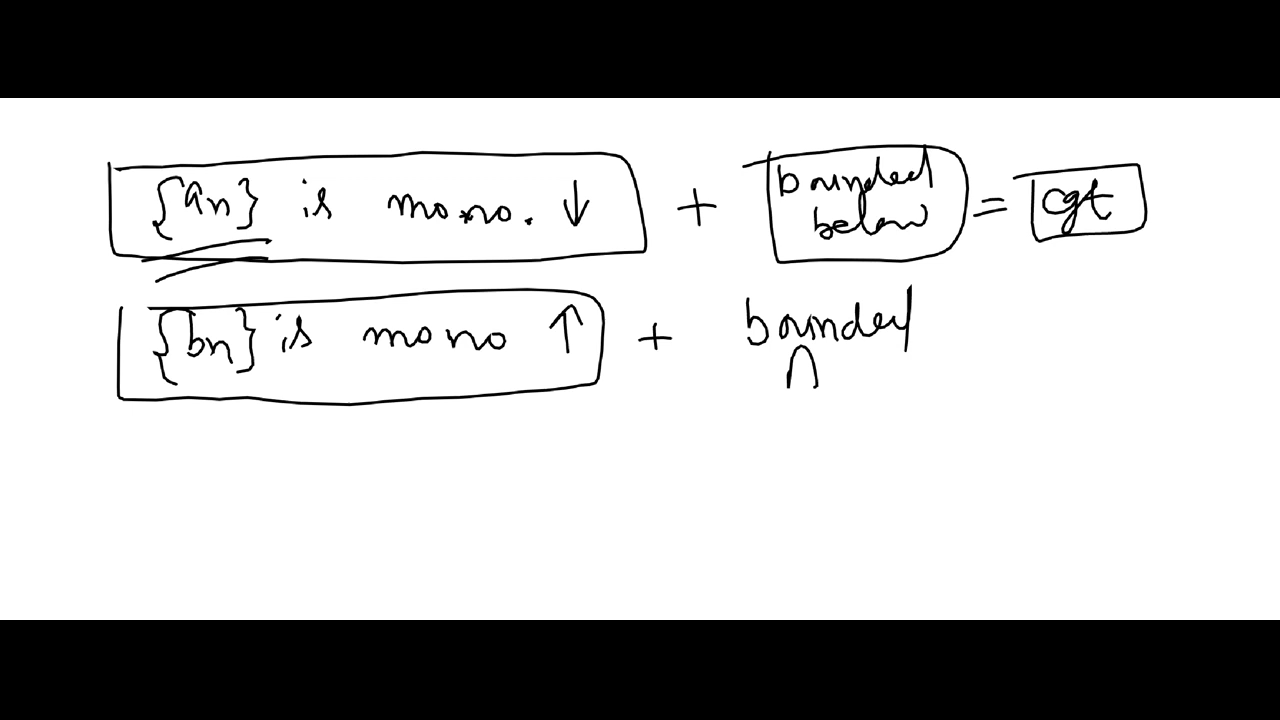 {an} is mono. ↓ + bounded below = cgt
{bn} is mono ↑ + bounded